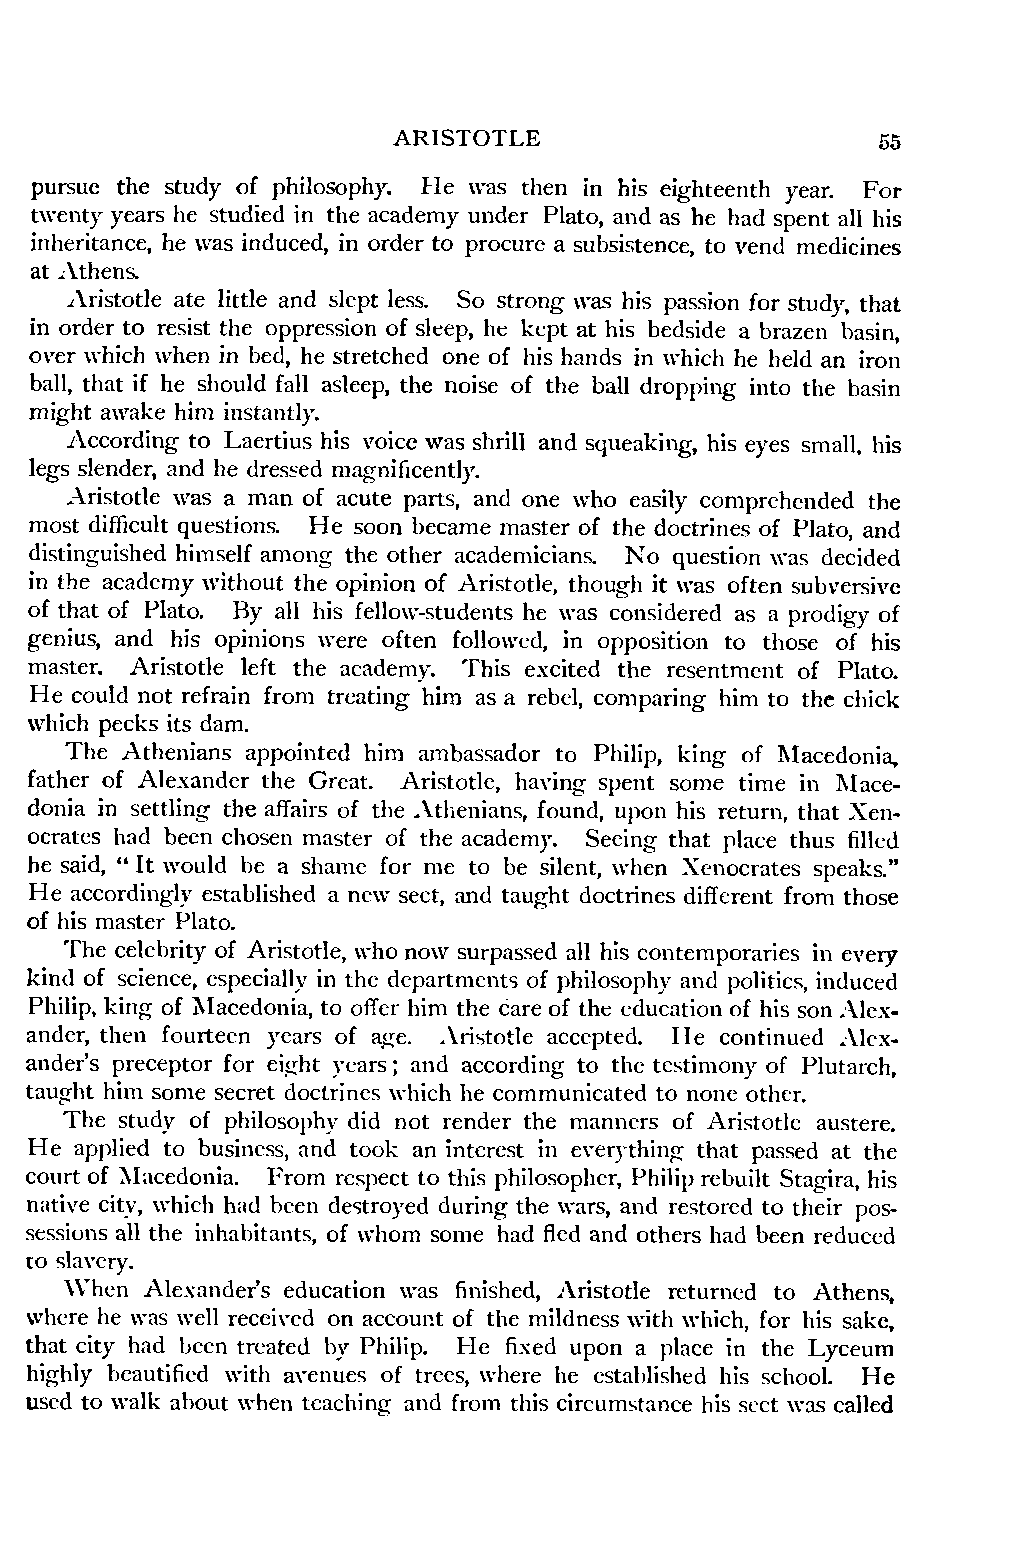 ARISTOTLE 55
pursue the study of philosophy. He was then in his eighteenth year. For
twenty years he studied in the academy under Plato, and as he had spent all his
inheritance, he was induced, in order to procure a subsistence, to vend medicines
at Athens.
Aristotle ate little and slept less. So strong was his passion for study, that
in order to resist the oppression of sleep, he kept at his bedside a brazen basin,
over which when in bed, he stretched one of his hands in which he held an iron
ball, that if he should fall asleep, the noise of the ball dropping into the basin
might awake him instantly.
According to Laertius his voice was shrill and squeaking, his eyes small, his
legs slender, and he dressed magnificently.
Aristotle was a man of acute parts, and one who easily comprehended the
most difficult questions. He soon became master of the doctrines of Plato, and
distinguished himself among the other academicians. No question was decided
in the academy without the opinion of Aristotle, though it was often subversive
of that of Plato. By all his fellow-students he was considered as a prodigy of
genius, and his opinions were often followed, in opposition to those of his
master. Aristotle left the academy. This excited the resentment of Plato.
He could not refrain from treating him as a rebel, comparing him to the chick
which pecks its dam.
The Athenians appointed him ambassador to Philip, king of Macedonia,
father of Alexander the Great. Aristotle, having spent some time in Mace-
donia in settling the affairs of the Athenians, found, upon his return, that Xen-
ocrates had been chosen master of the academy. Seeing that place thus filled
he said, "It would be a shame for me to be silent, when Xenocrates speaks."
He accordingly established a new sect, and taught doctrines different from those
of his master Plato.
The celebrity of Aristotle, who now surpassed all his contemporaries in every
kind of science, especially in the departments of philosophy and politics, induced
Philip, king of Macedonia, to offer him the care of the education of his son Alex-
ander, then fourteen years of age. Aristotle accepted. He continued Alex-
ander's preceptor for eight years; and according to the testimony of Plutarch,
taught him some secret doctrines which he communicated to none other.
The study of philosophy did not render the manners of Aristotle austere.
He applied to business, and took an interest in everything that passed at the
court of Macedonia. From respect to this philosopher, Philip rebuilt Stagira, his
native city, which had been destroyed during the wars, and restored to their pos-
sessions all the inhabitants, of whom some had fled and others had been reduced
to slavery.
When Alexander's education was finished, Aristotle returned to Athens,
where he was well received on account of the mildness with which, for his sake,
that city had been treated by Philip. He fixed upon a place in the Lyceum
highly beautified with avenues of trees, where he established his school. He
used to walk about when teaching and from this circumstance his sect was called